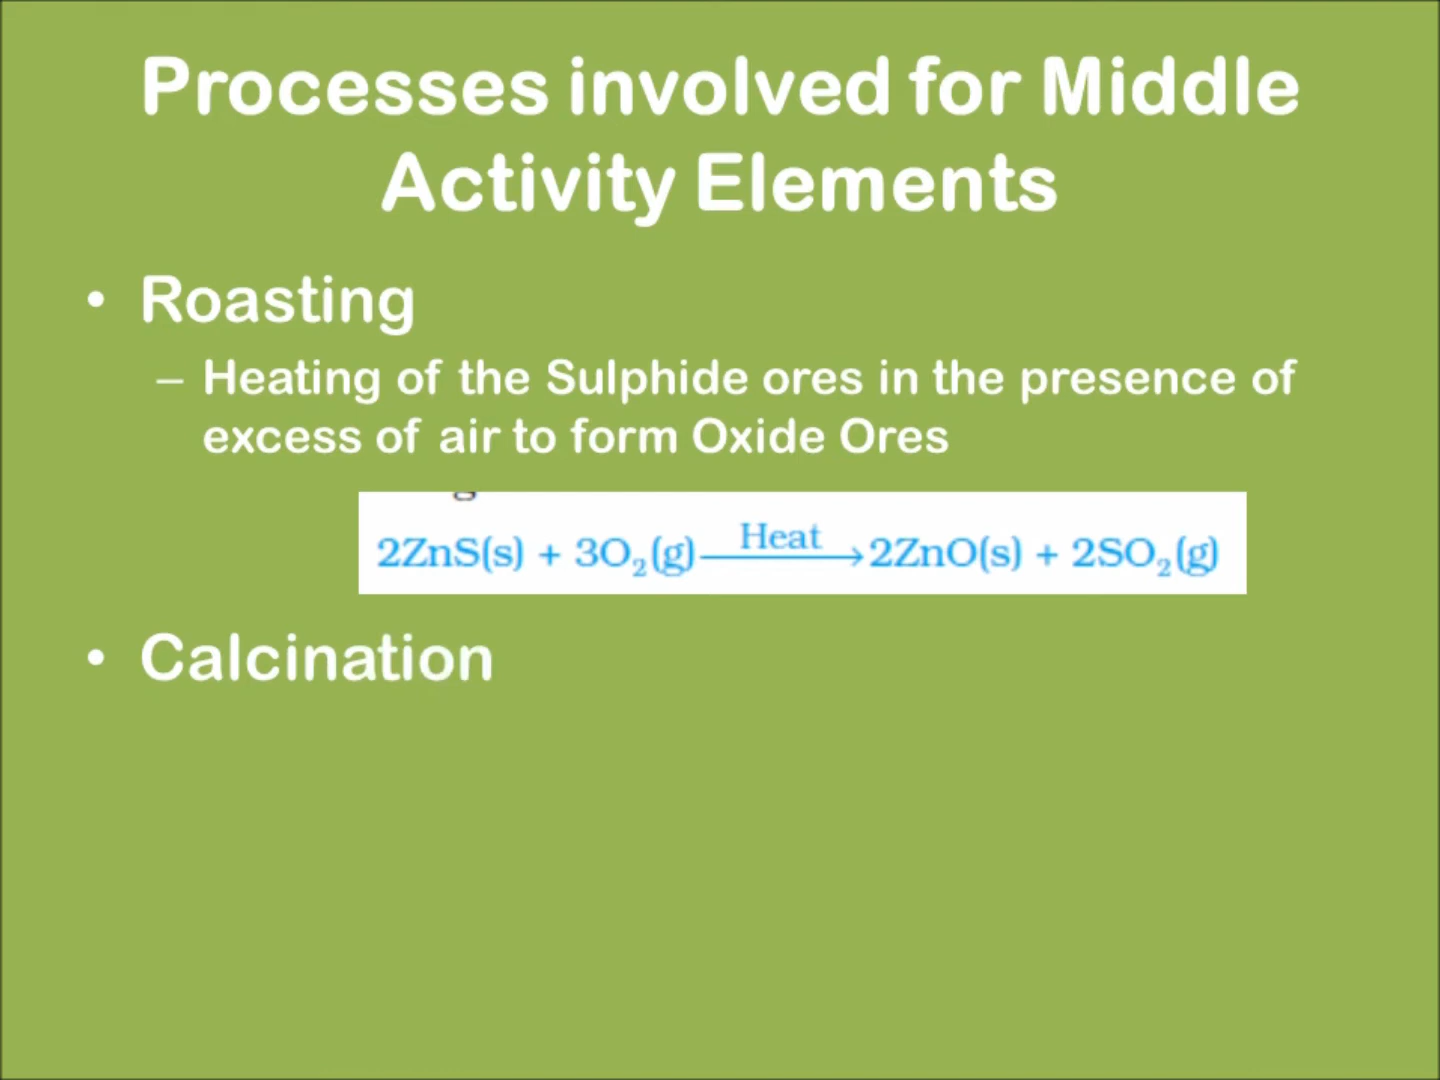 Processes involved for Middle
Activity Elements
• Roasting
– Heating of the Sulphide ores in the presence of
excess of air to form Oxide Ores
2ZnS(s) + 3O₂(g) Heat→ 2ZnO(s) + 2SO₂(g)
• Calcination